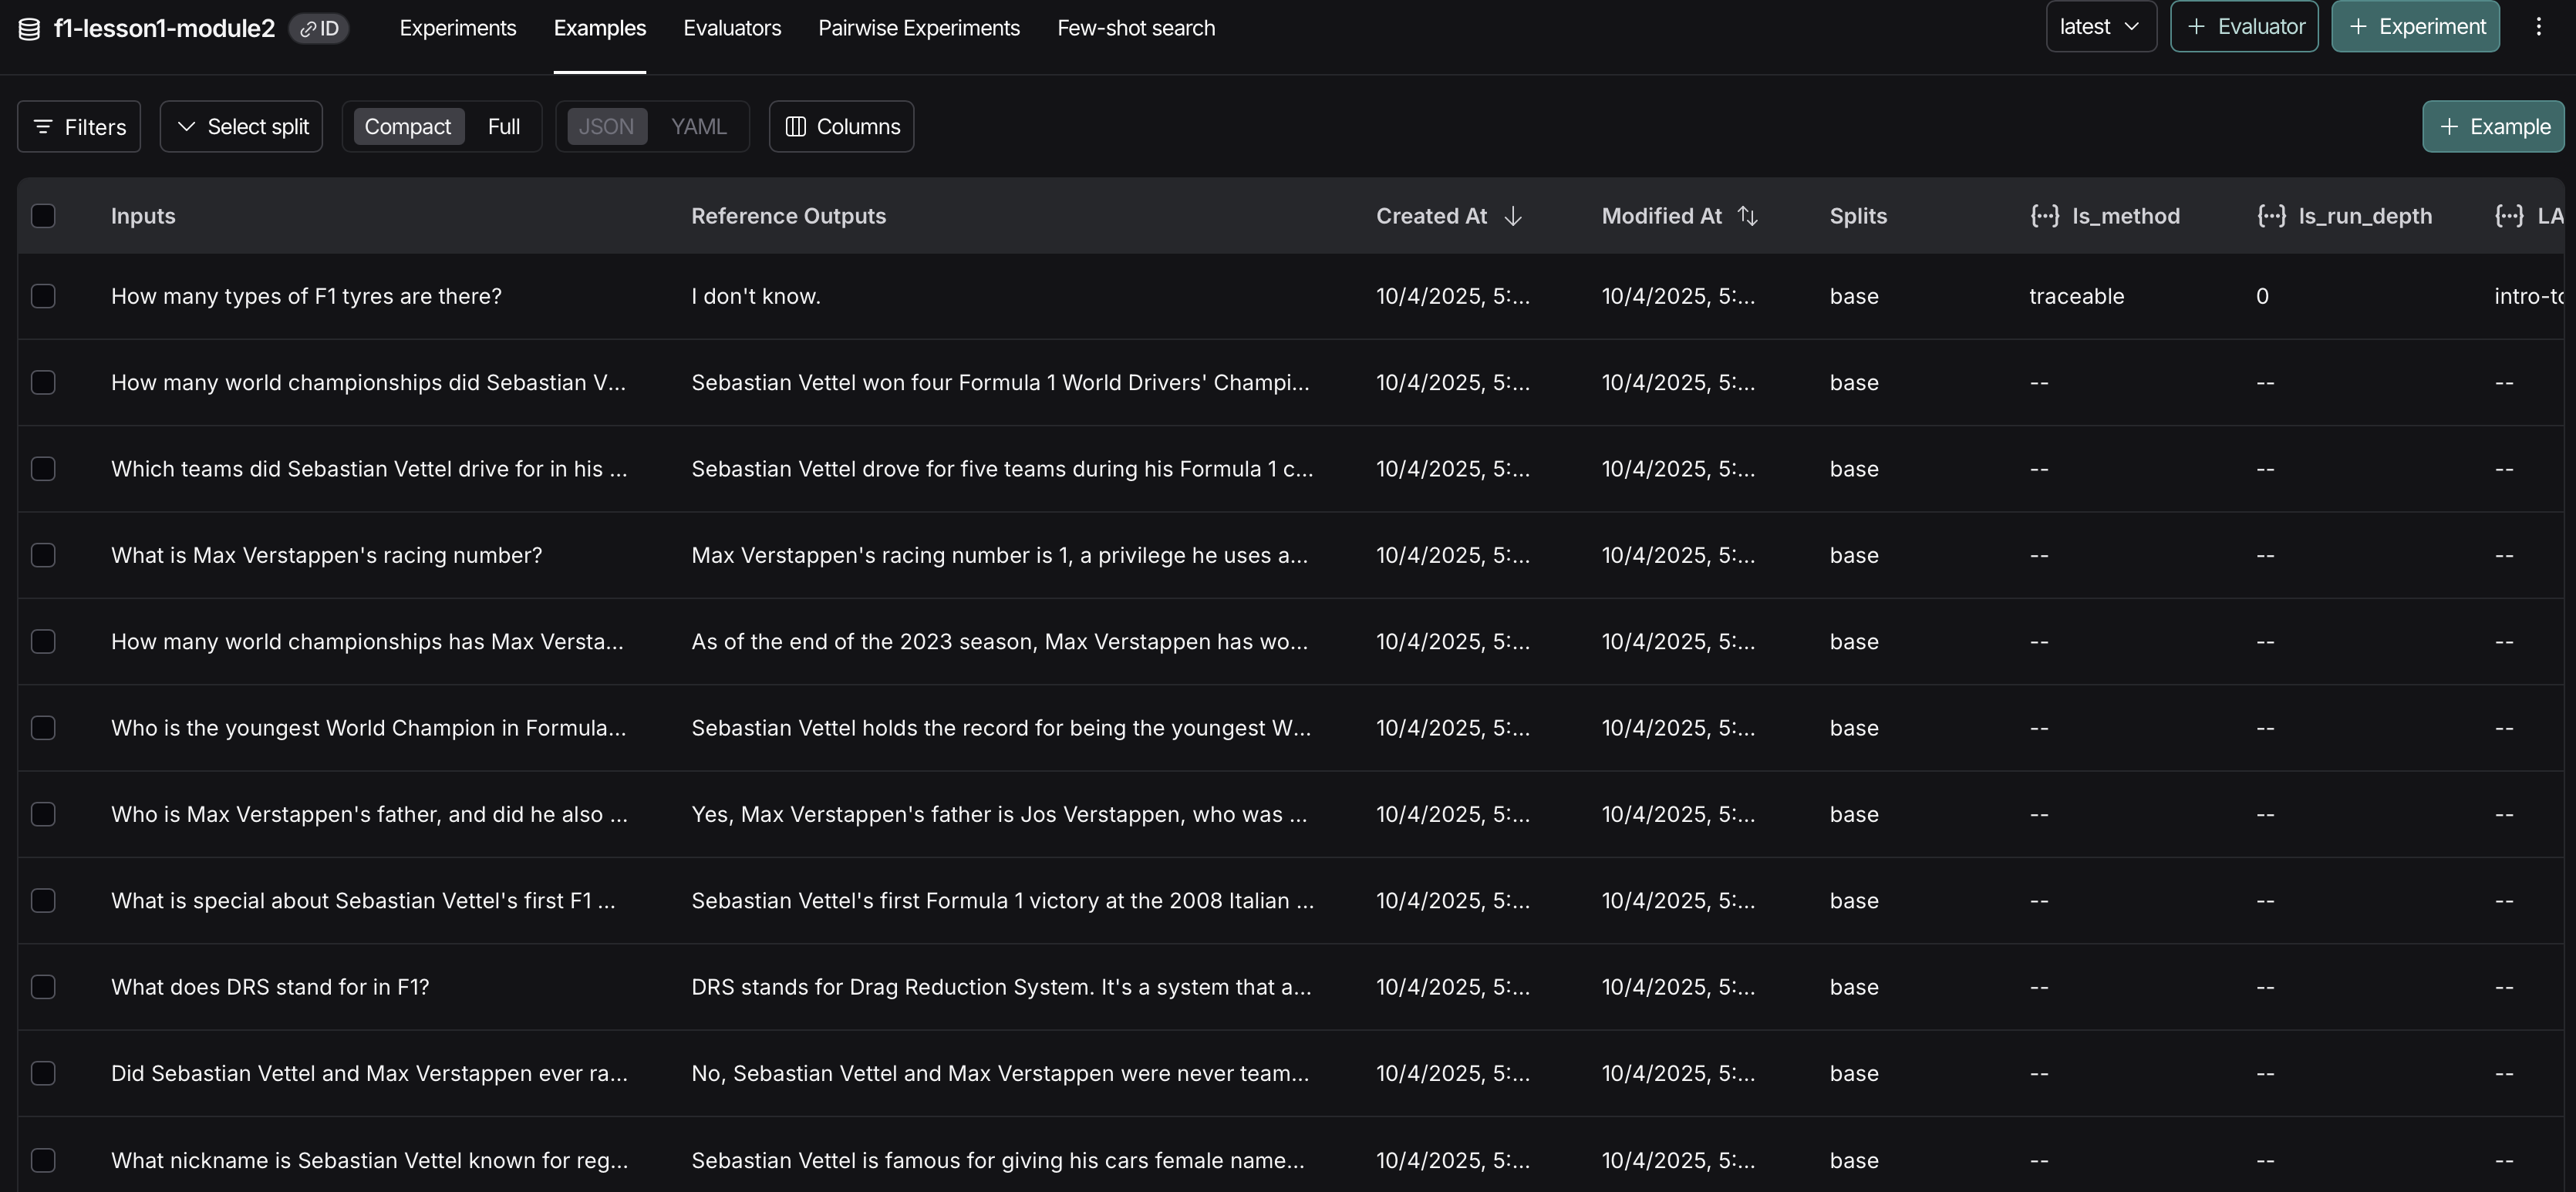 f1-lesson1-module2 ID Experiments Examples Evaluators Pairwise Experiments Few-shot search latest + Evaluator + Experiment
Filters Select split Compact Full JSON YAML Columns + Example
Inputs Reference Outputs Created At Modified At Splits {...} ls_method {...} ls_run_depth {...} LA
How many types of F1 tyres are there? I don't know. 10/4/2025, 5:... 10/4/2025, 5:... base traceable 0 intro-to
How many world championships did Sebastian V... Sebastian Vettel won four Formula 1 World Drivers' Champi... 10/4/2025, 5:... 10/4/2025, 5:... base -- -- --
Which teams did Sebastian Vettel drive for in his ... Sebastian Vettel drove for five teams during his Formula 1 c... 10/4/2025, 5:... 10/4/2025, 5:... base -- -- --
What is Max Verstappen's racing number? Max Verstappen's racing number is 1, a privilege he uses a... 10/4/2025, 5:... 10/4/2025, 5:... base -- -- --
How many world championships has Max Versta... As of the end of the 2023 season, Max Verstappen has wo... 10/4/2025, 5:... 10/4/2025, 5:... base -- -- --
Who is the youngest World Champion in Formula... Sebastian Vettel holds the record for being the youngest W... 10/4/2025, 5:... 10/4/2025, 5:... base -- -- --
Who is Max Verstappen's father, and did he also ... Yes, Max Verstappen's father is Jos Verstappen, who was ... 10/4/2025, 5:... 10/4/2025, 5:... base -- -- --
What is special about Sebastian Vettel's first F1 ... Sebastian Vettel's first Formula 1 victory at the 2008 Italian ... 10/4/2025, 5:... 10/4/2025, 5:... base -- -- --
What does DRS stand for in F1? DRS stands for Drag Reduction System. It's a system that a... 10/4/2025, 5:... 10/4/2025, 5:... base -- -- --
Did Sebastian Vettel and Max Verstappen ever ra... No, Sebastian Vettel and Max Verstappen were never team... 10/4/2025, 5:... 10/4/2025, 5:... base -- -- --
What nickname is Sebastian Vettel known for reg... Sebastian Vettel is famous for giving his cars female name... 10/4/2025, 5:... 10/4/2025, 5:... base -- -- --